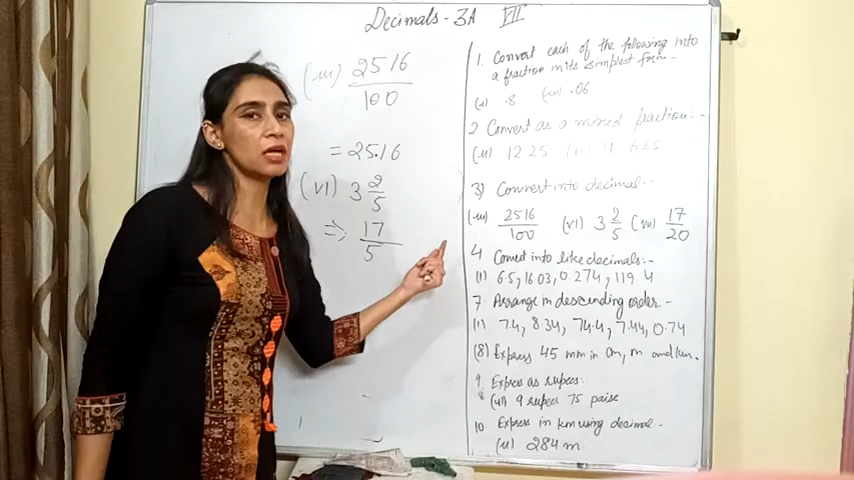 Decimals - 3A VII
(iii) 2516
100
= 25.16
(vi) 3 2/5
⇒ 17
5
1. Convert each of the following into
a fraction in its simplest form -
(ii) .8 .06
2 Convert as a mixed fraction:-
(ii) 12 25 625
3) Convert into decimal:-
(iii) 2516/100 (vi) 3 2/5 (vii) 17/20
4 Convert into like decimals:-
(i) 6.5, 16.03, 0.274, 119.4
7 Arrange in descending order:-
(i) 7.4, 8.34, 74.4, 7.44, 0.74
(8) Express 45 mm in cm, m and km.
9 Express as rupees:
(ii) 9 rupees 75 paise
10 Express in km using decimal -
(ii) 284 m